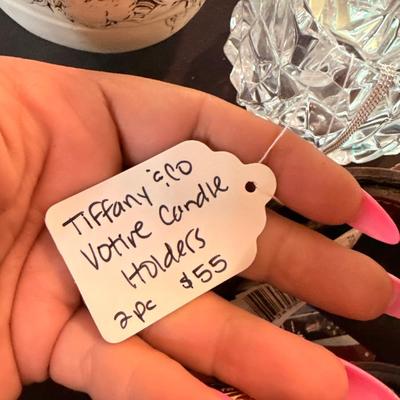 Tiffany & Co
Votive Candle
Holders
2pc $55